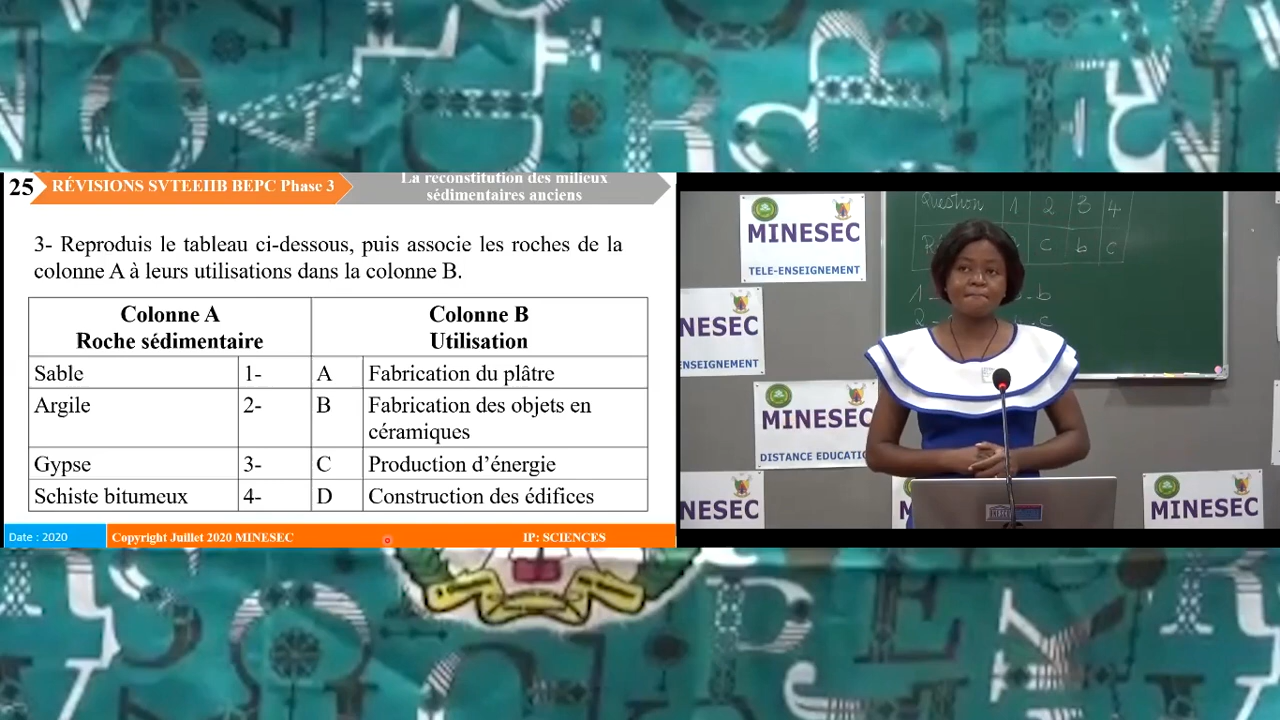 25
RÉVISIONS SVTEEHB BEPC Phase 3
La reconstitution des milieux
sédimentaires anciens
3- Reproduis le tableau ci-dessous, puis associe les roches de la
colonne A à leurs utilisations dans la colonne B.
Colonne A
Roche sédimentaire
Colonne B
Utilisation
Sable 1- A Fabrication du plâtre
Argile 2- B Fabrication des objets en
céramiques
Gypse 3- C Production d’énergie
Schiste bitumeux 4- D Construction des édifices
Date : 2020
Copyright Juillet 2020 MINESEC
IP: SCIENCES
MINESEC
TELE-ENSEIGNEMENT
NESEC
ENSEIGNEMENT
MINESEC
DISTANCE EDUCATIO
NESEC
M
MINESEC
Question 1 2 3 4
c b c
1- b
2- c